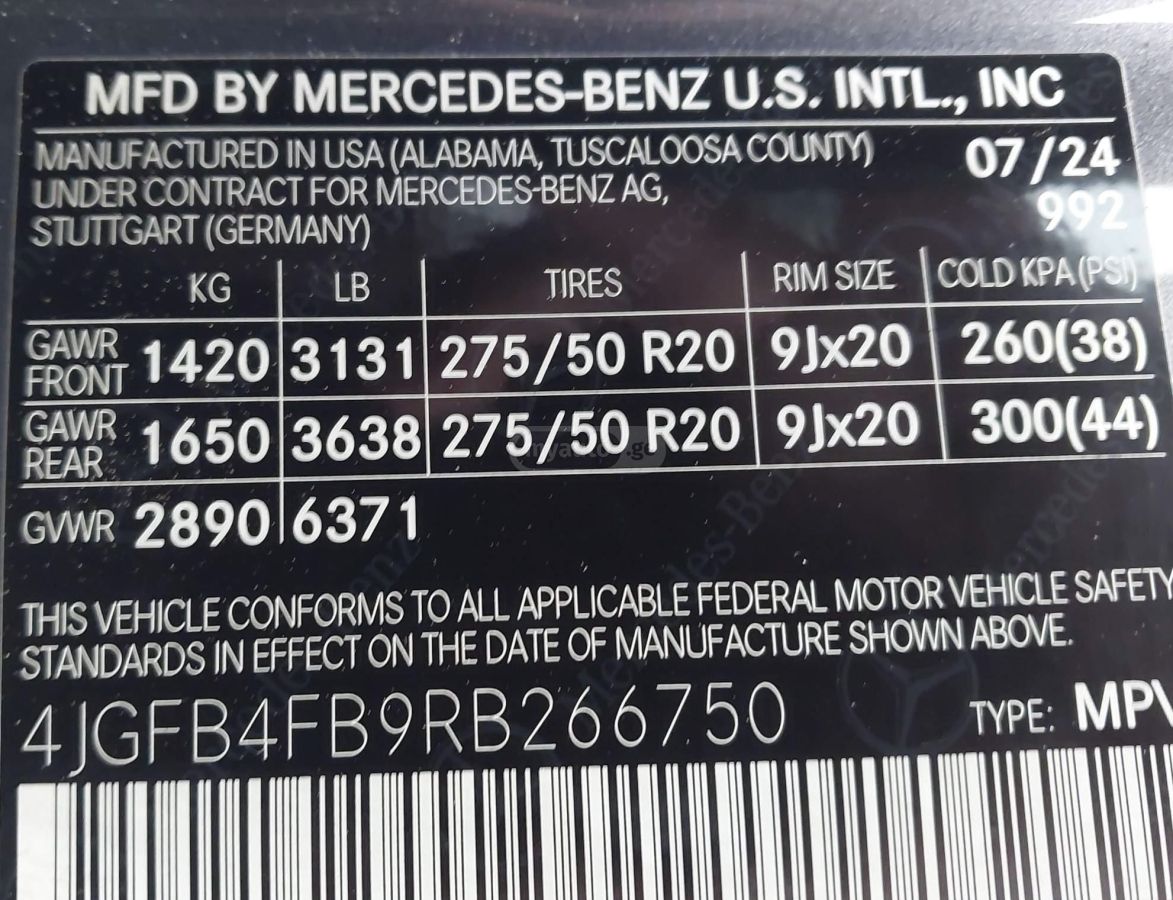 MFD BY MERCEDES-BENZ U.S. INTL., INC
MANUFACTURED IN USA (ALABAMA, TUSCALOOSA COUNTY) 07/24
UNDER CONTRACT FOR MERCEDES-BENZ AG, 992
STUTTGART (GERMANY)
KG LB TIRES RIM SIZE COLD KPA(PSI)
GAWR FRONT 1420 3131 275/50 R20 9Jx20 260(38)
GAWR REAR 1650 3638 275/50 R20 9Jx20 300(44)
GVWR 2890 6371
THIS VEHICLE CONFORMS TO ALL APPLICABLE FEDERAL MOTOR VEHICLE SAFETY
STANDARDS IN EFFECT ON THE DATE OF MANUFACTURE SHOWN ABOVE.
4JGFB4FB9RB266750 TYPE: MPV